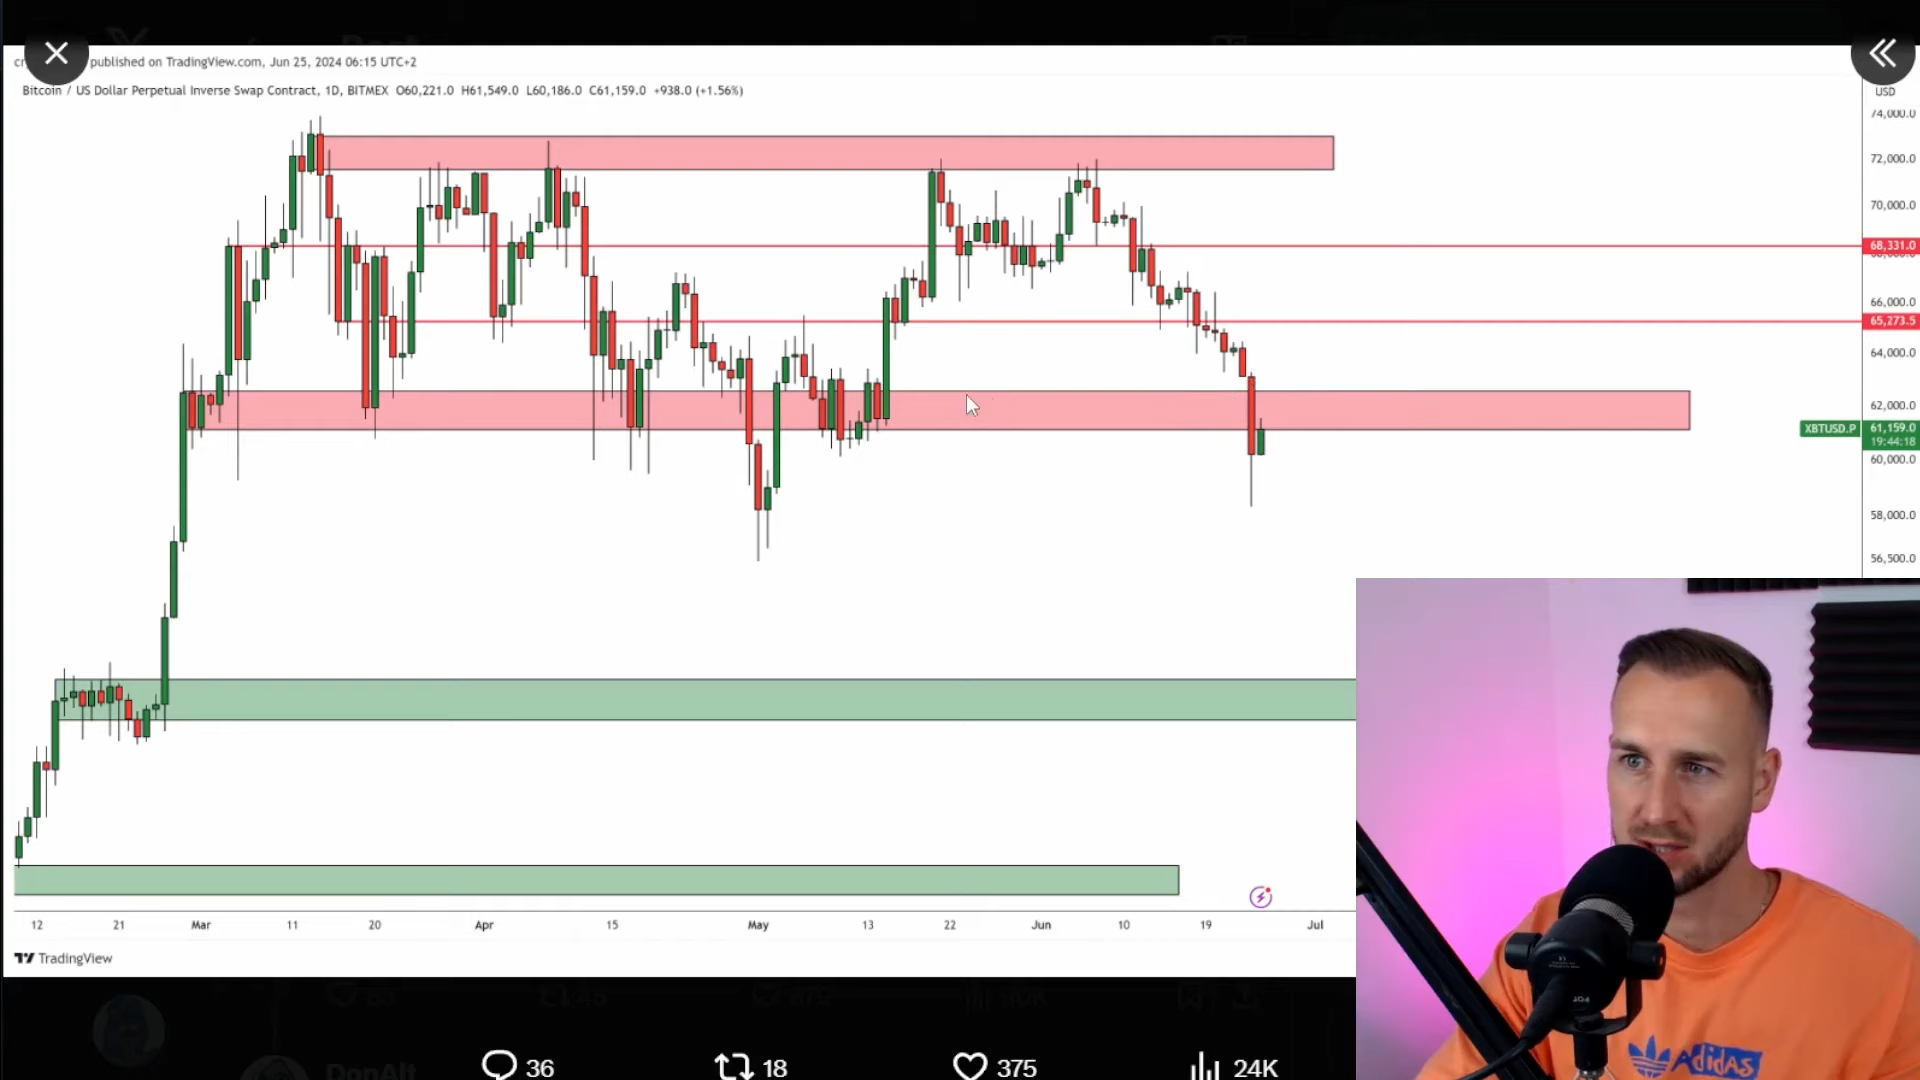 published on TradingView.com, Jun 25, 2024 06:15 UTC+2
Bitcoin / US Dollar Perpetual Inverse Swap Contract, 1D, BITMEX O60,221.0 H61,549.0 L60,186.0 C61,159.0 +938.0 (+1.56%)
USD
74,000.0
72,000.0
70,000.0
68,331.0
66,000.0
65,273.5
64,000.0
62,000.0
XBTUSD.P 61,159.0
19:44:18
60,000.0
58,000.0
56,500.0
12 21 Mar 11 20 Apr 15 May 13 22 Jun 10 19 Jul
TradingView
DonAlt
36 18 375 24K
adidas